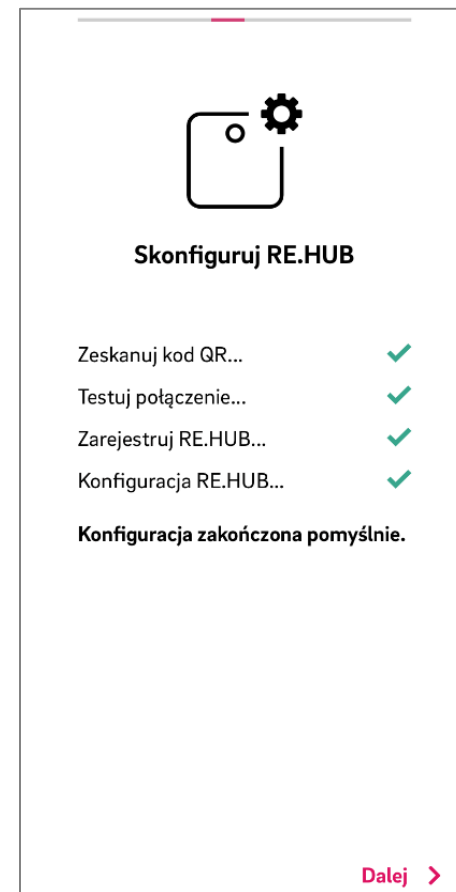 Skonfiguruj RE.HUB
Zeskanuj kod QR...
Testuj połączenie...
Zarejestruj RE.HUB...
Konfiguracja RE.HUB...
Konfiguracja zakończona pomyślnie.
Dalej